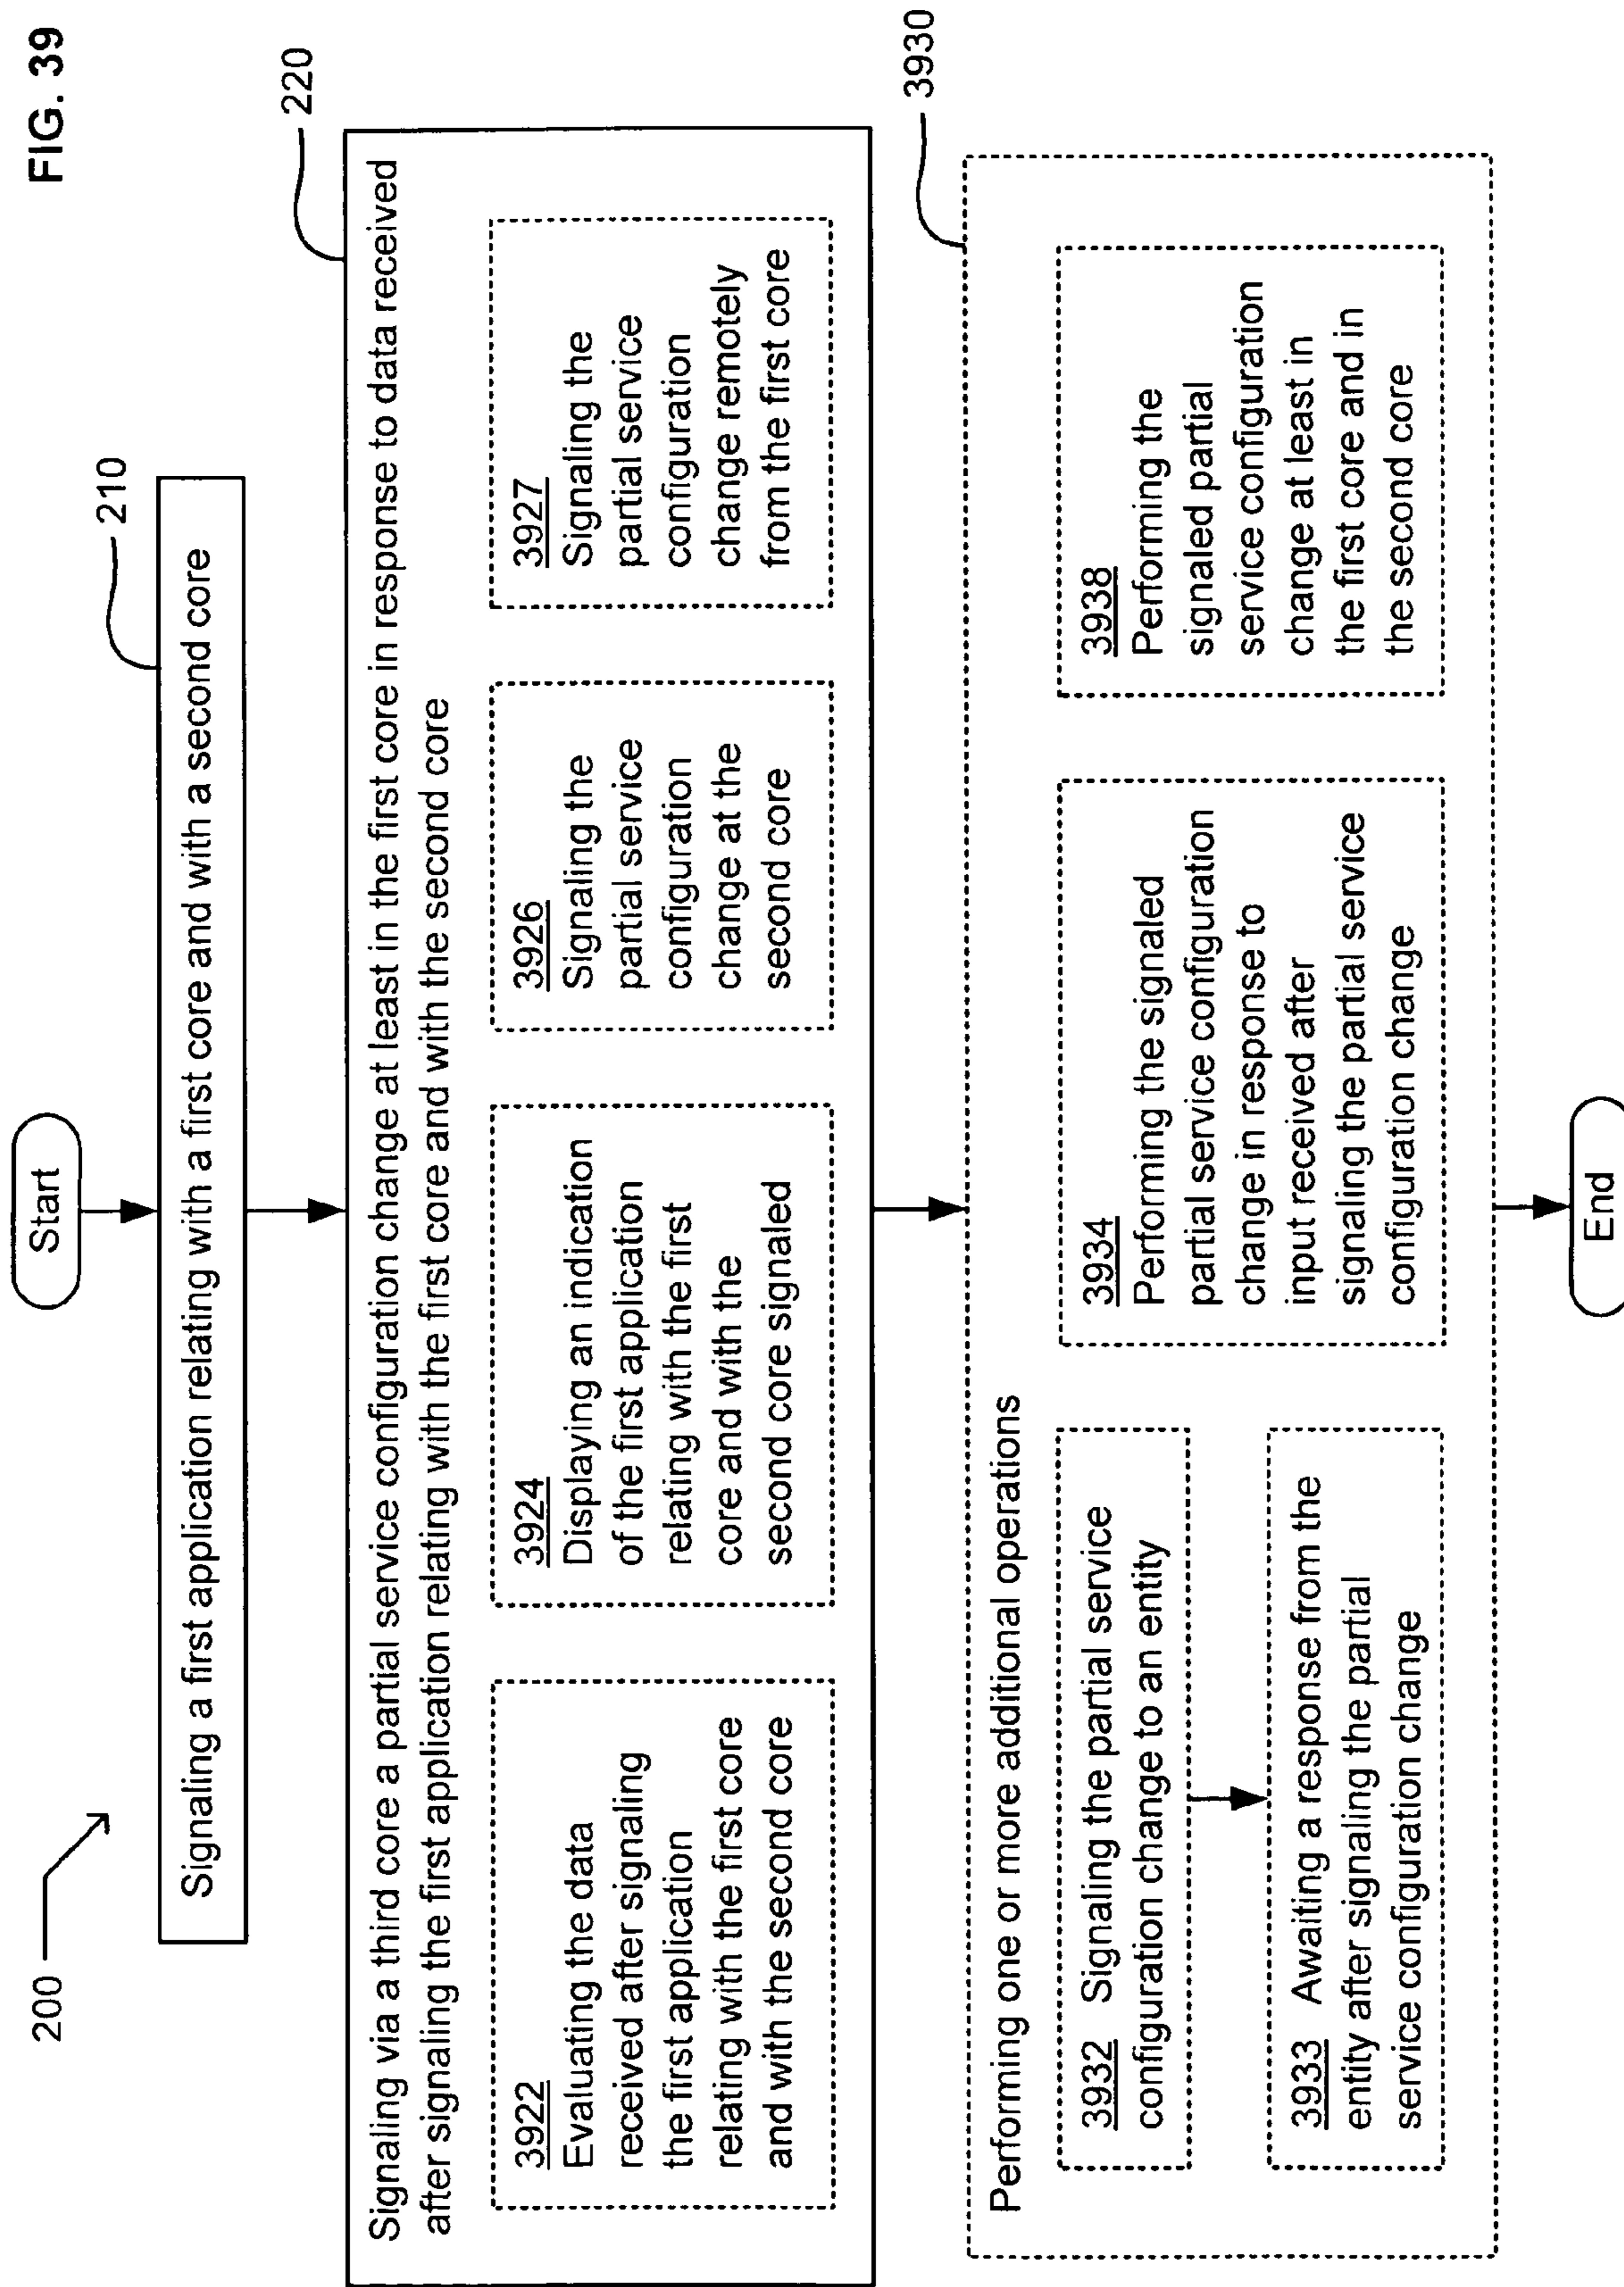 FIG. 39
200
Start
210
Signaling a first application relating with a first core and with a second core
220
Signaling via a third core a partial service configuration change at least in the first core in response to data received
after signaling the first application relating with the first core and with the second core
3922
Evaluating the data
received after signaling
the first application
relating with the first core
and with the second core
3924
Displaying an indication
of the first application
relating with the first
core and with the
second core signaled
3926
Signaling the
partial service
configuration
change at the
second core
3927
Signaling the
partial service
configuration
change remotely
from the first core
3930
Performing one or more additional operations
3932 Signaling the partial service
configuration change to an entity
3933 Awaiting a response from the
entity after signaling the partial
service configuration change
3934
Performing the signaled
partial service configuration
change in response to
input received after
signaling the partial service
configuration change
3938
Performing the
signaled partial
service configuration
change at least in
the first core and in
the second core
End